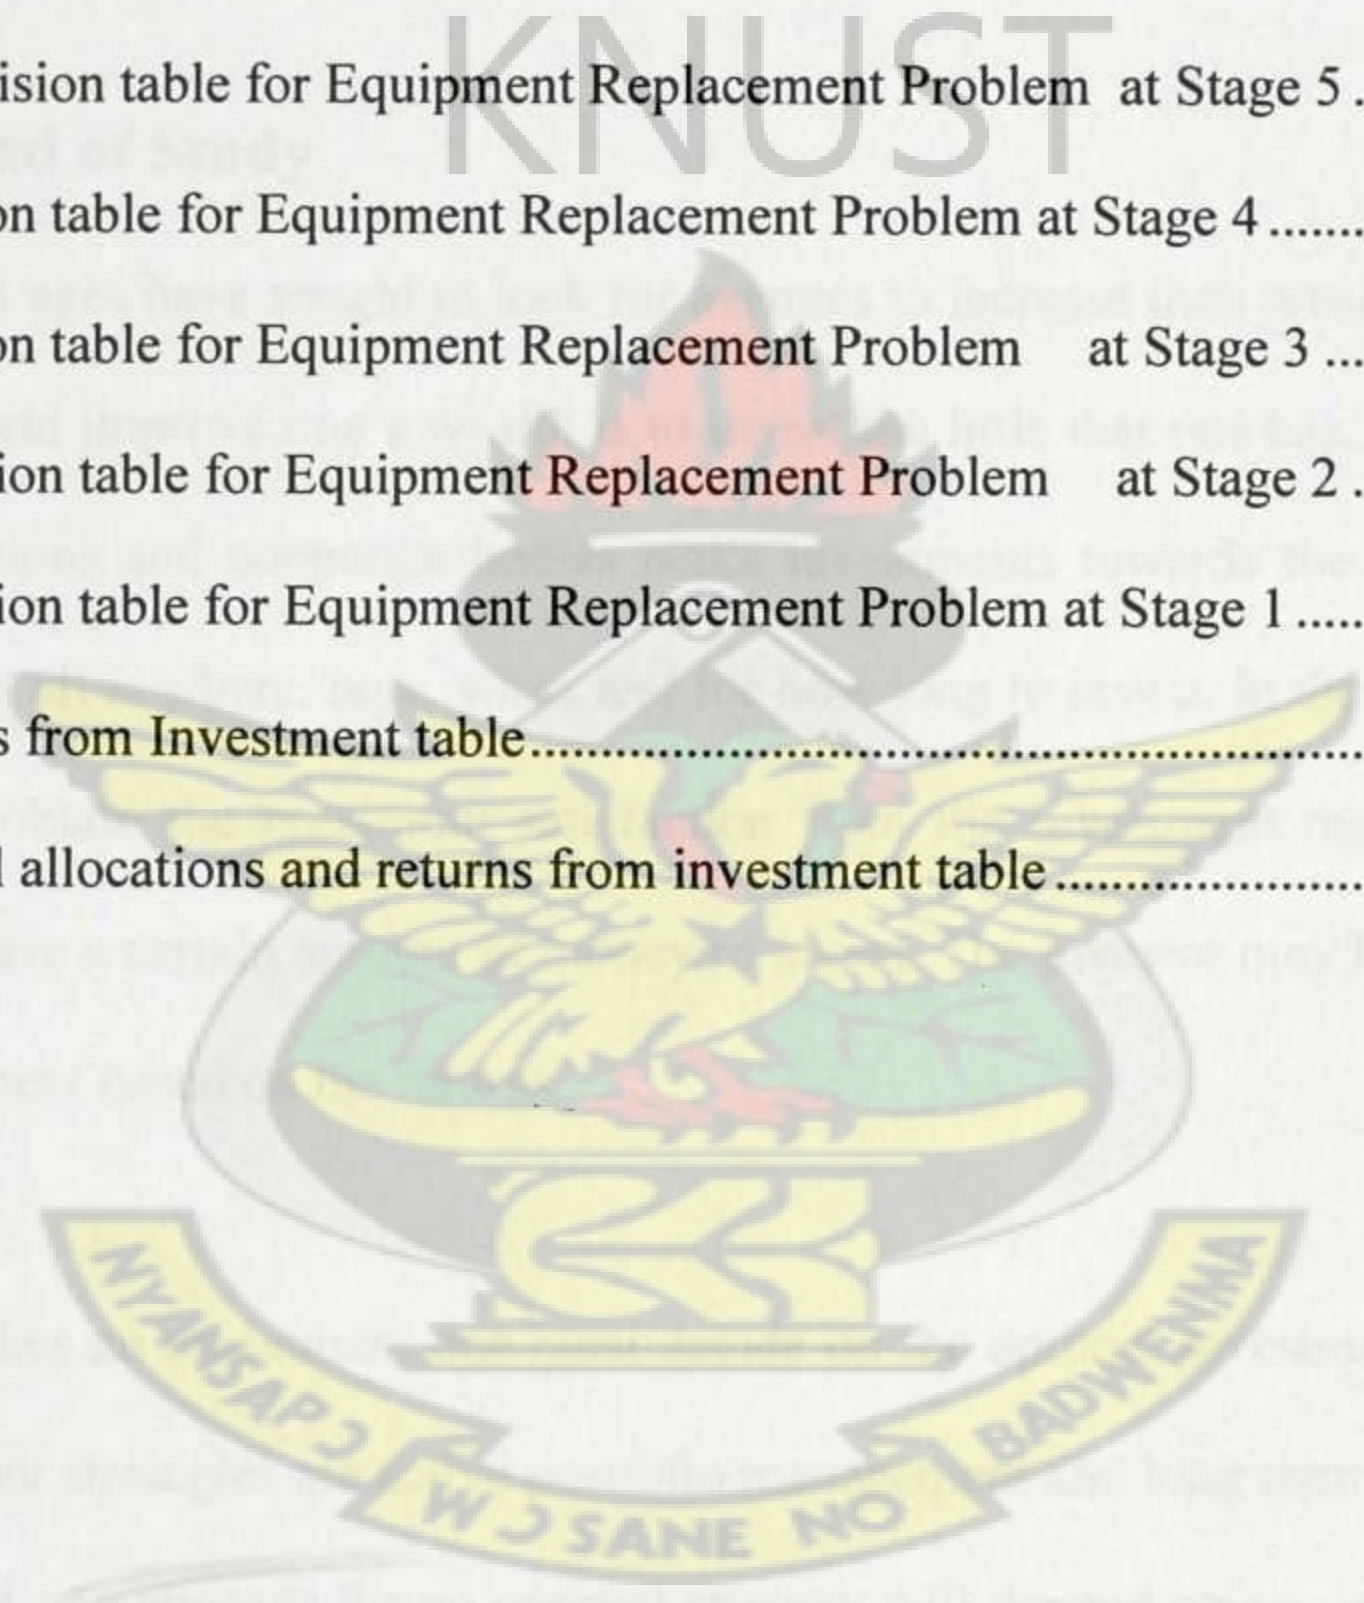 KNUST
ision table for Equipment Replacement Problem at Stage 5 .
on table for Equipment Replacement Problem at Stage 4 .......
on table for Equipment Replacement Problem at Stage 3 ...
ion table for Equipment Replacement Problem at Stage 2 .
ion table for Equipment Replacement Problem at Stage 1 .....
s from Investment table............................................................
allocations and returns from investment table ......................
NYANSAP Ɔ
W Ɔ SANE NO
BADWENMA